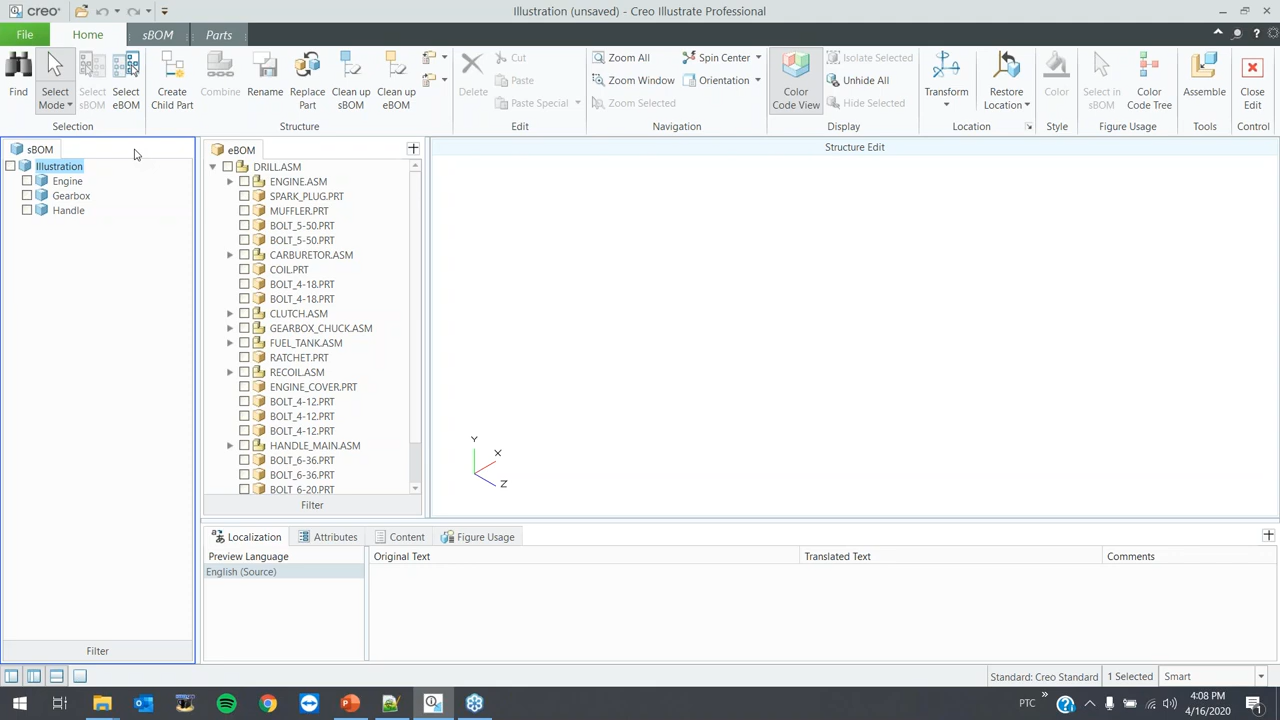 creo Illustration (unsaved) - Creo Illustrate Professional
File Home sBOM Parts
Find
Select Mode
Select sBOM
Select eBOM
Create Child Part
Combine
Rename
Replace Part
Clean up sBOM
Clean up eBOM
Delete
Cut
Paste
Paste Special
Zoom All
Zoom Window
Zoom Selected
Spin Center
Orientation
Color Code View
Isolate Selected
Unhide All
Hide Selected
Transform
Restore Location
Color
Select in sBOM
Color Code Tree
Assemble
Close Edit
Selection Structure Edit Navigation Display Location Style Figure Usage Tools Control
sBOM
Illustration
Engine
Gearbox
Handle
Filter
eBOM
DRILL.ASM
ENGINE.ASM
SPARK_PLUG.PRT
MUFFLER.PRT
BOLT_5-50.PRT
BOLT_5-50.PRT
CARBURETOR.ASM
COIL.PRT
BOLT_4-18.PRT
BOLT_4-18.PRT
CLUTCH.ASM
GEARBOX_CHUCK.ASM
FUEL_TANK.ASM
RATCHET.PRT
RECOIL.ASM
ENGINE_COVER.PRT
BOLT_4-12.PRT
BOLT_4-12.PRT
BOLT_4-12.PRT
HANDLE_MAIN.ASM
BOLT_6-36.PRT
BOLT_6-36.PRT
BOLT_6-20.PRT
Filter
Structure Edit
Y
X
Z
Localization Attributes Content Figure Usage
Preview Language Original Text Translated Text Comments
English (Source)
Standard: Creo Standard 1 Selected Smart
PTC
4:08 PM
4/16/2020